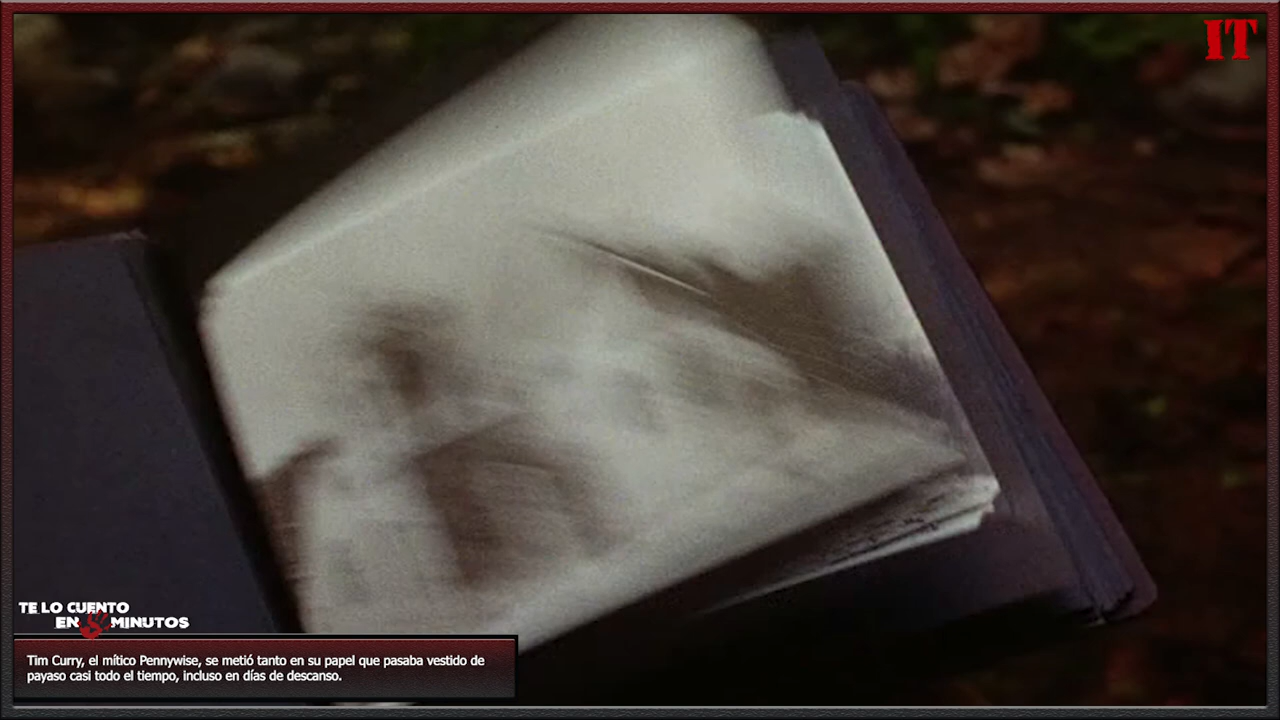 IT
TE LO CUENTO
EN 5 MINUTOS
Tim Curry, el mítico Pennywise, se metió tanto en su papel que pasaba vestido de
payaso casi todo el tiempo, incluso en días de descanso.